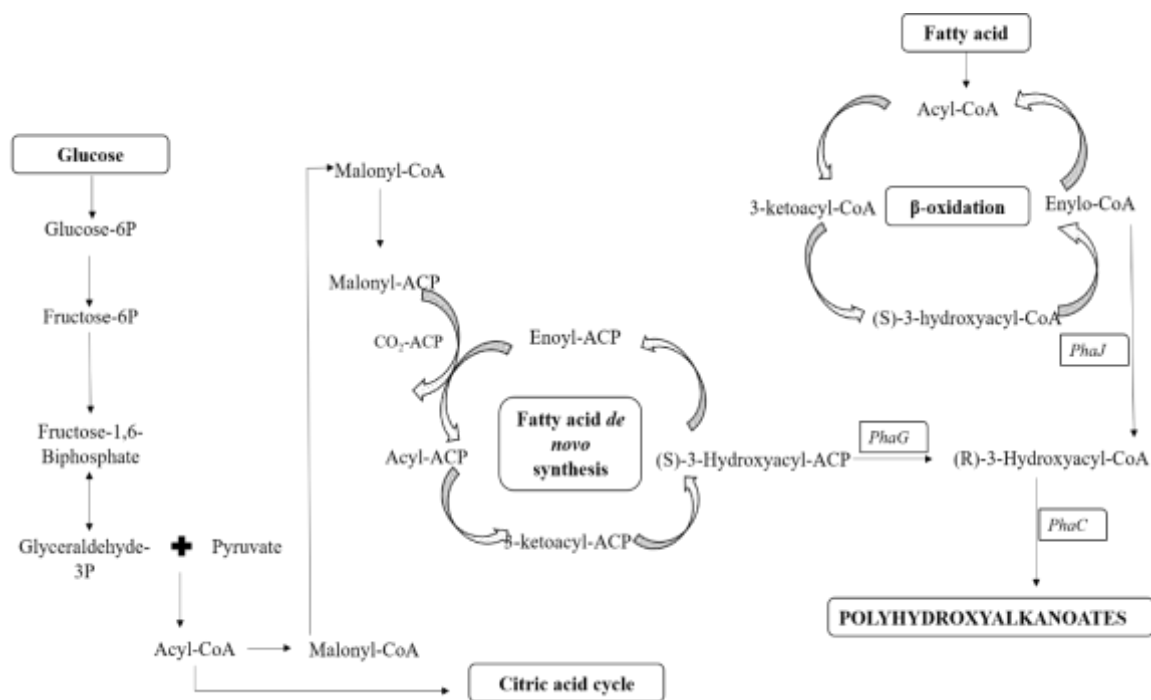 Glucose
Glucose-6P
Fructose-6P
Fructose-1,6-
Biphosphate
Glyceraldehyde-
3P
Pyruvate
Acyl-CoA
Malonyl-CoA
Citric acid cycle
Malonyl-CoA
Malonyl-ACP
CO₂-ACP
Enoyl-ACP
Acyl-ACP
Fatty acid de
novo
synthesis
3-ketoacyl-ACP
(S)-3-Hydroxyacyl-ACP
PhaG
Fatty acid
Acyl-CoA
3-ketoacyl-CoA
β-oxidation
Enylo-CoA
(S)-3-hydroxyacyl-CoA
PhaJ
(R)-3-Hydroxyacyl-CoA
PhaC
POLYHYDROXYALKANOATES